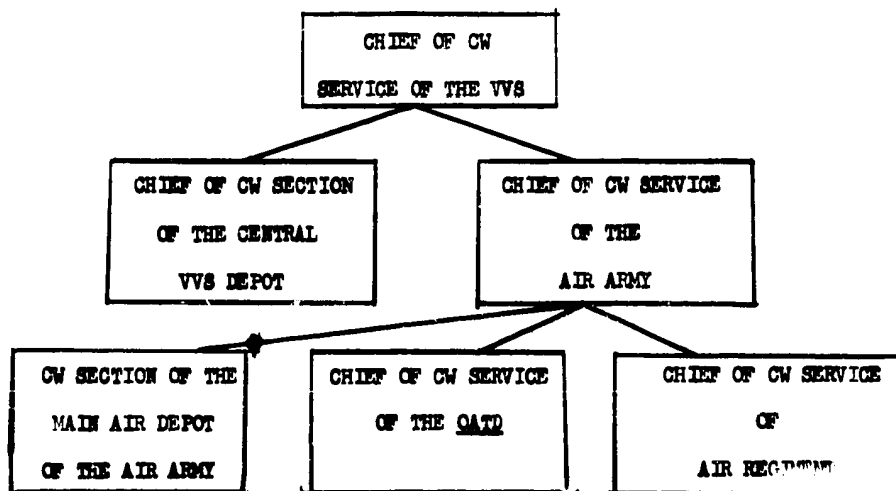 CHIEF OF CW
SERVICE OF THE VVS
CHIEF OF CW SECTION
OF THE CENTRAL
VVS DEPOT
CHIEF OF CW SERVICE
OF THE
AIR ARMY
CW SECTION OF THE
MAIN AIR DEPOT
OF THE AIR ARMY
CHIEF OF CW SERVICE
OF THE OATD
CHIEF OF CW SERVICE
OF
AIR REGIMENT